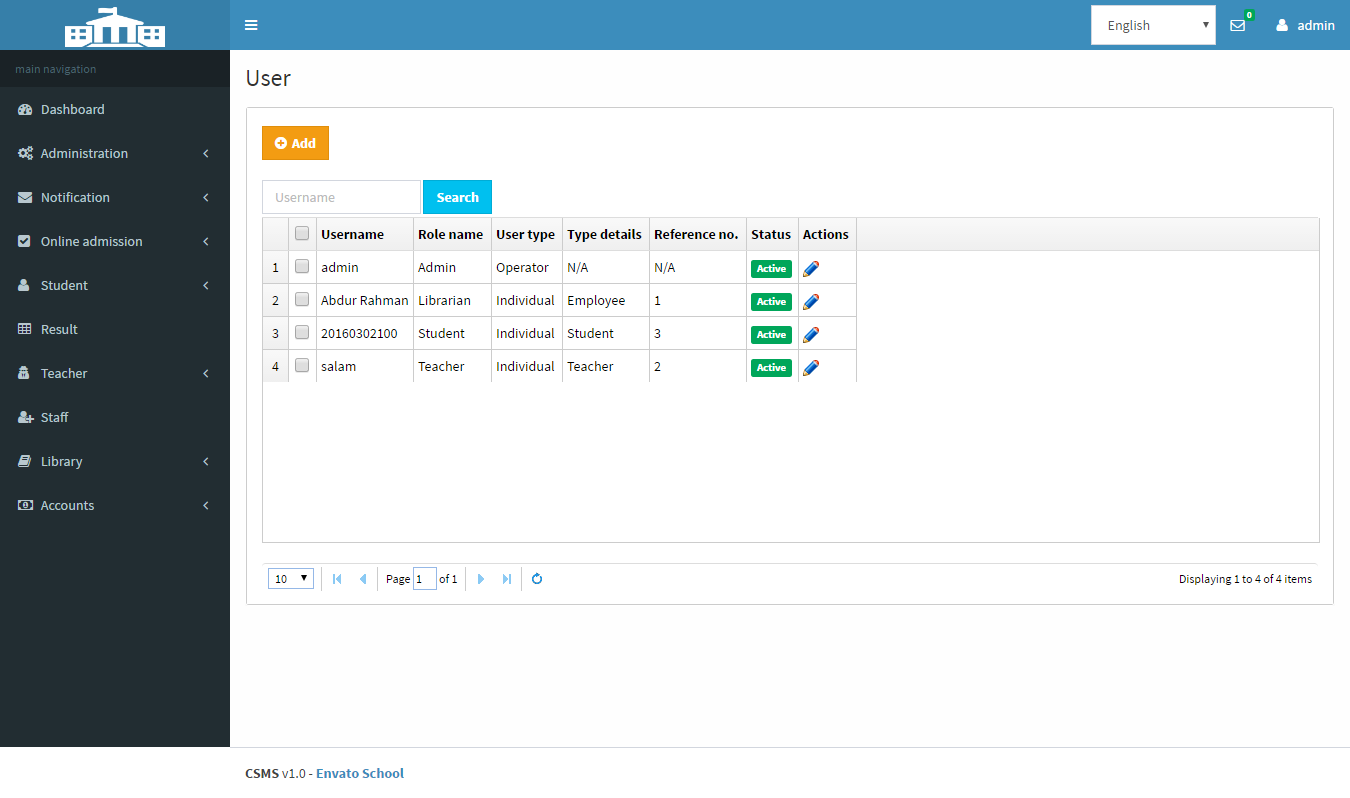 English
0
admin
main navigation
Dashboard
Administration
Notification
Online admission
Student
Result
Teacher
Staff
Library
Accounts
User
Add
Username
Search
Username Role name User type Type details Reference no. Status Actions
1 admin Admin Operator N/A N/A Active
2 Abdur Rahman Librarian Individual Employee 1 Active
3 20160302100 Student Individual Student 3 Active
4 salam Teacher Individual Teacher 2 Active
10 Page 1 of 1 Displaying 1 to 4 of 4 items
CSMS v1.0 - Envato School